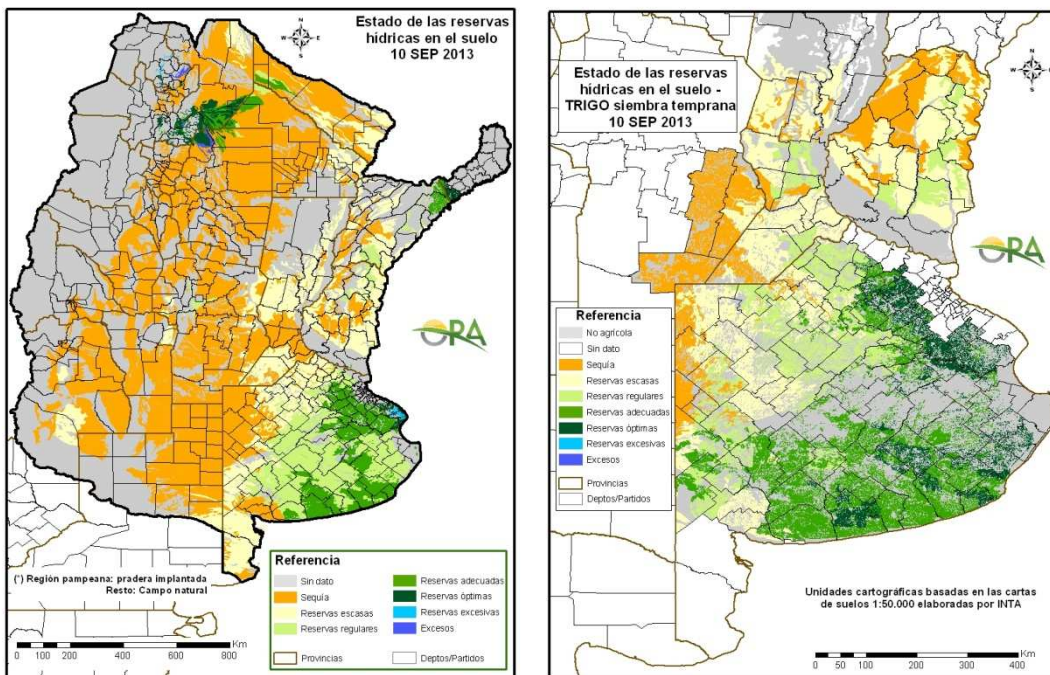 Estado de las reservas
hídricas en el suelo
10 SEP 2013
N
W E
S
ORA
(*) Región pampeana: pradera implantada
Resto: Campo natural
Referencia
Sin dato
Sequía
Reservas escasas
Reservas regulares
Reservas adecuadas
Reservas óptimas
Reservas excesivas
Excesos
Provincias
Deptos/Partidos
0 100 200 400 600 800 Km
Estado de las reservas
hídricas en el suelo -
TRIGO siembra temprana
10 SEP 2013
N
W E
S
ORA
Referencia
No agrícola
Sin dato
Sequía
Reservas escasas
Reservas regulares
Reservas adecuadas
Reservas óptimas
Reservas excesivas
Excesos
Provincias
Deptos/Partidos
Unidades cartográficas basadas en las cartas
de suelos 1:50.000 elaboradas por INTA
0 25 50 100 200 300 400 Km